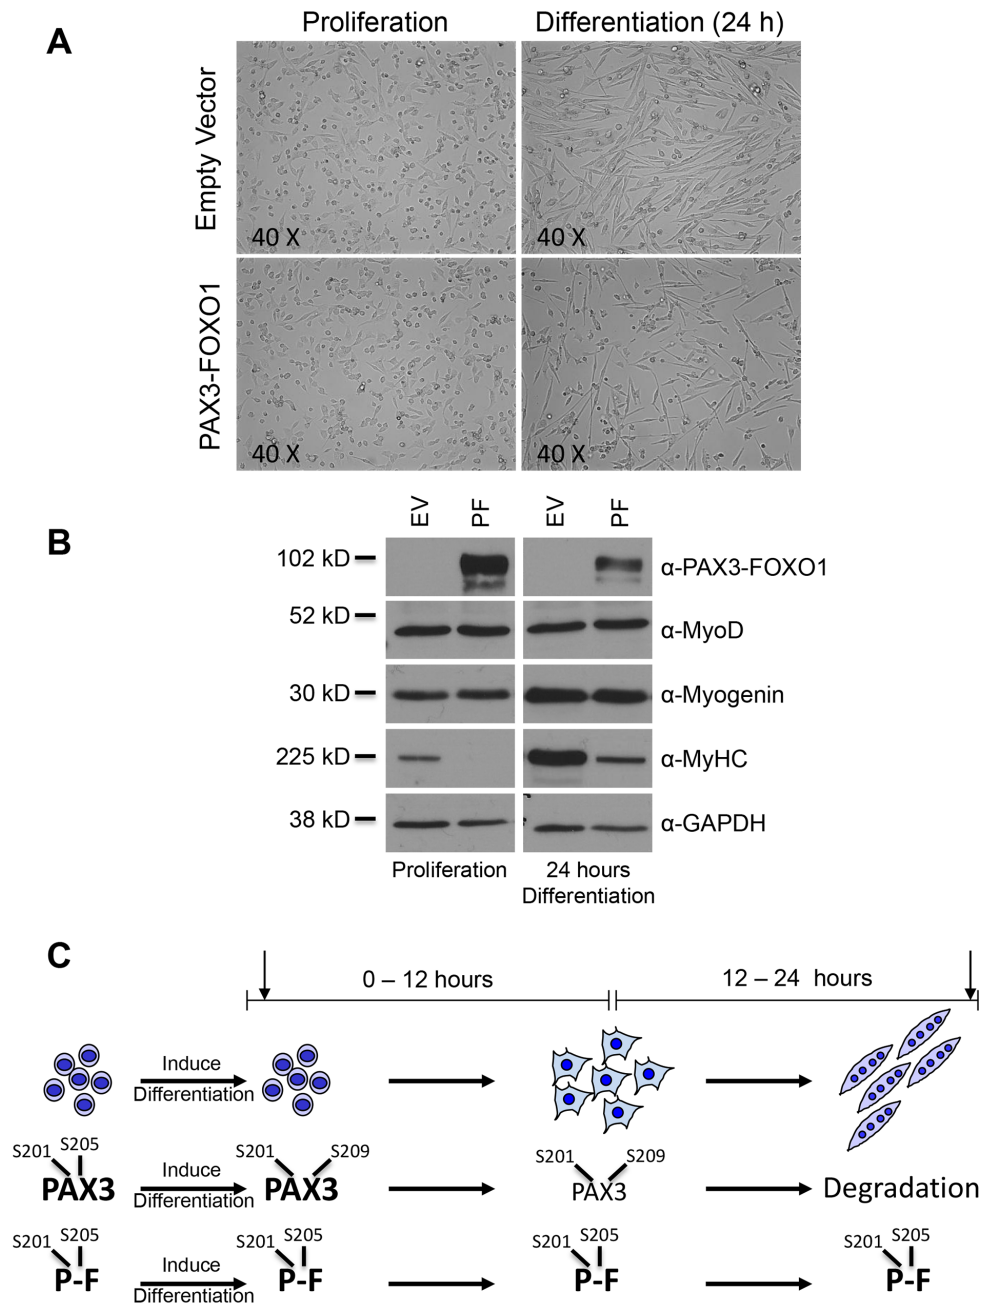 A
Proliferation
Differentiation (24 h)
Empty Vector
40 X
40 X
PAX3-FOXO1
40 X
40 X
B
EV
PF
EV
PF
102 kD
α-PAX3-FOXO1
52 kD
α-MyoD
30 kD
α-Myogenin
225 kD
α-MyHC
38 kD
α-GAPDH
Proliferation
24 hours
Differentiation
C
0 – 12 hours
12 – 24 hours
Induce
Differentiation
S201 S205
PAX3
Induce
Differentiation
S201 S209
PAX3
S201 S209
PAX3
Degradation
S201 S205
P-F
Induce
Differentiation
S201 S205
P-F
S201 S205
P-F
S201 S205
P-F